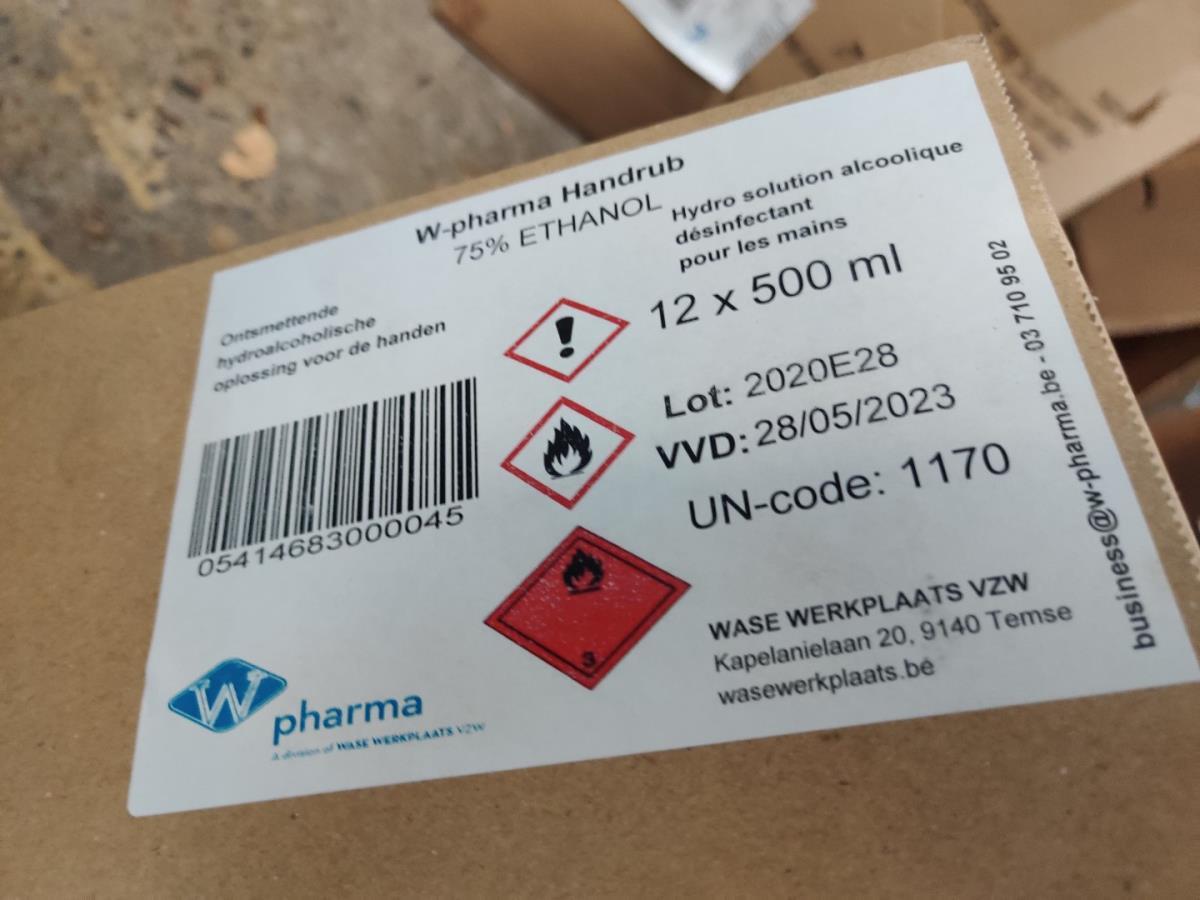 W-pharma Handrub
75% ETHANOL
Ontsmettende
hydroalcoholische
oplossing voor de handen
Hydro solution alcoolique
désinfectant
pour les mains
12 x 500 ml
Lot: 2020E28
VVD: 28/05/2023
UN-code: 1170
05414683000045
3
W pharma
A division of WASE WERKPLAATS VZW
WASE WERKPLAATS VZW
Kapelanielaan 20, 9140 Temse
wasewerkplaats.be
business@w-pharma.be - 03 710 95 02